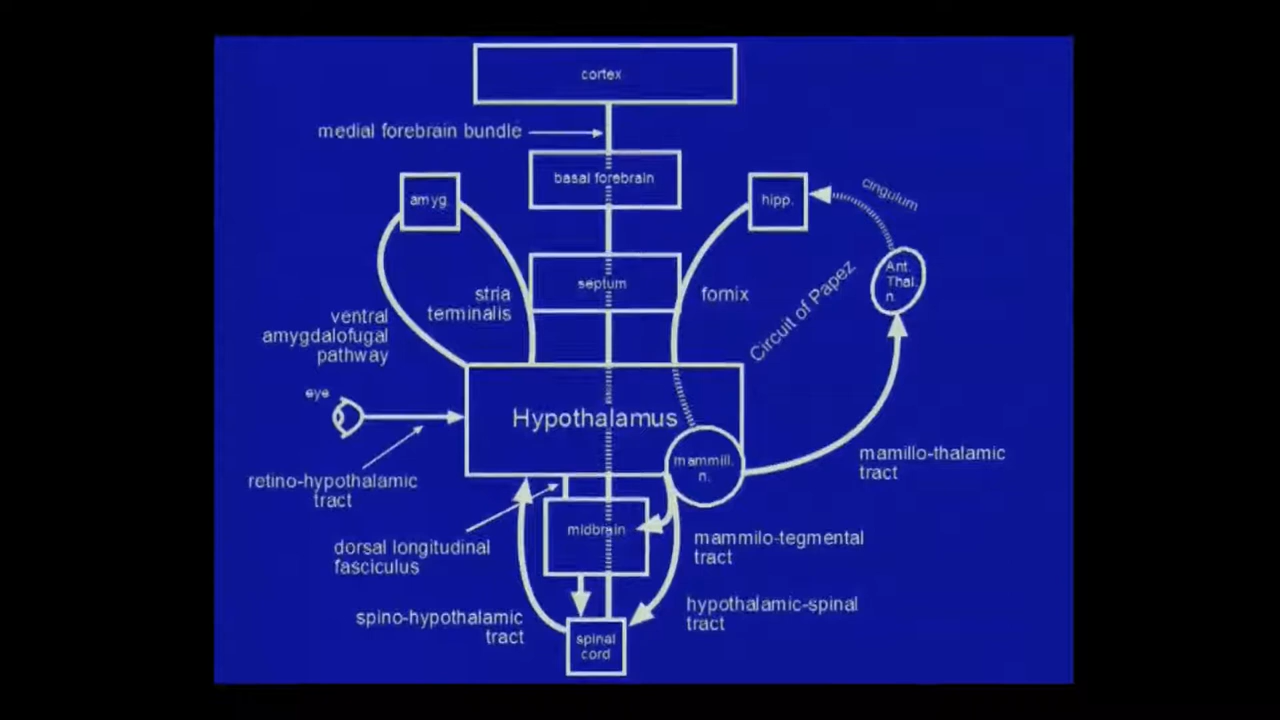 cortex
medial forebrain bundle
basal forebrain
amyg.
hipp.
cingulum
septum
Ant.
Thal.
n.
stria
terminalis
fornix
Circuit of Papez
ventral
amygdalofugal
pathway
eye
Hypothalamus
mammill.
n.
mamillo-thalamic
tract
retino-hypothalamic
tract
midbrain
mammilo-tegmental
tract
dorsal longitudinal
fasciculus
hypothalamic-spinal
tract
spino-hypothalamic
tract
spinal
cord